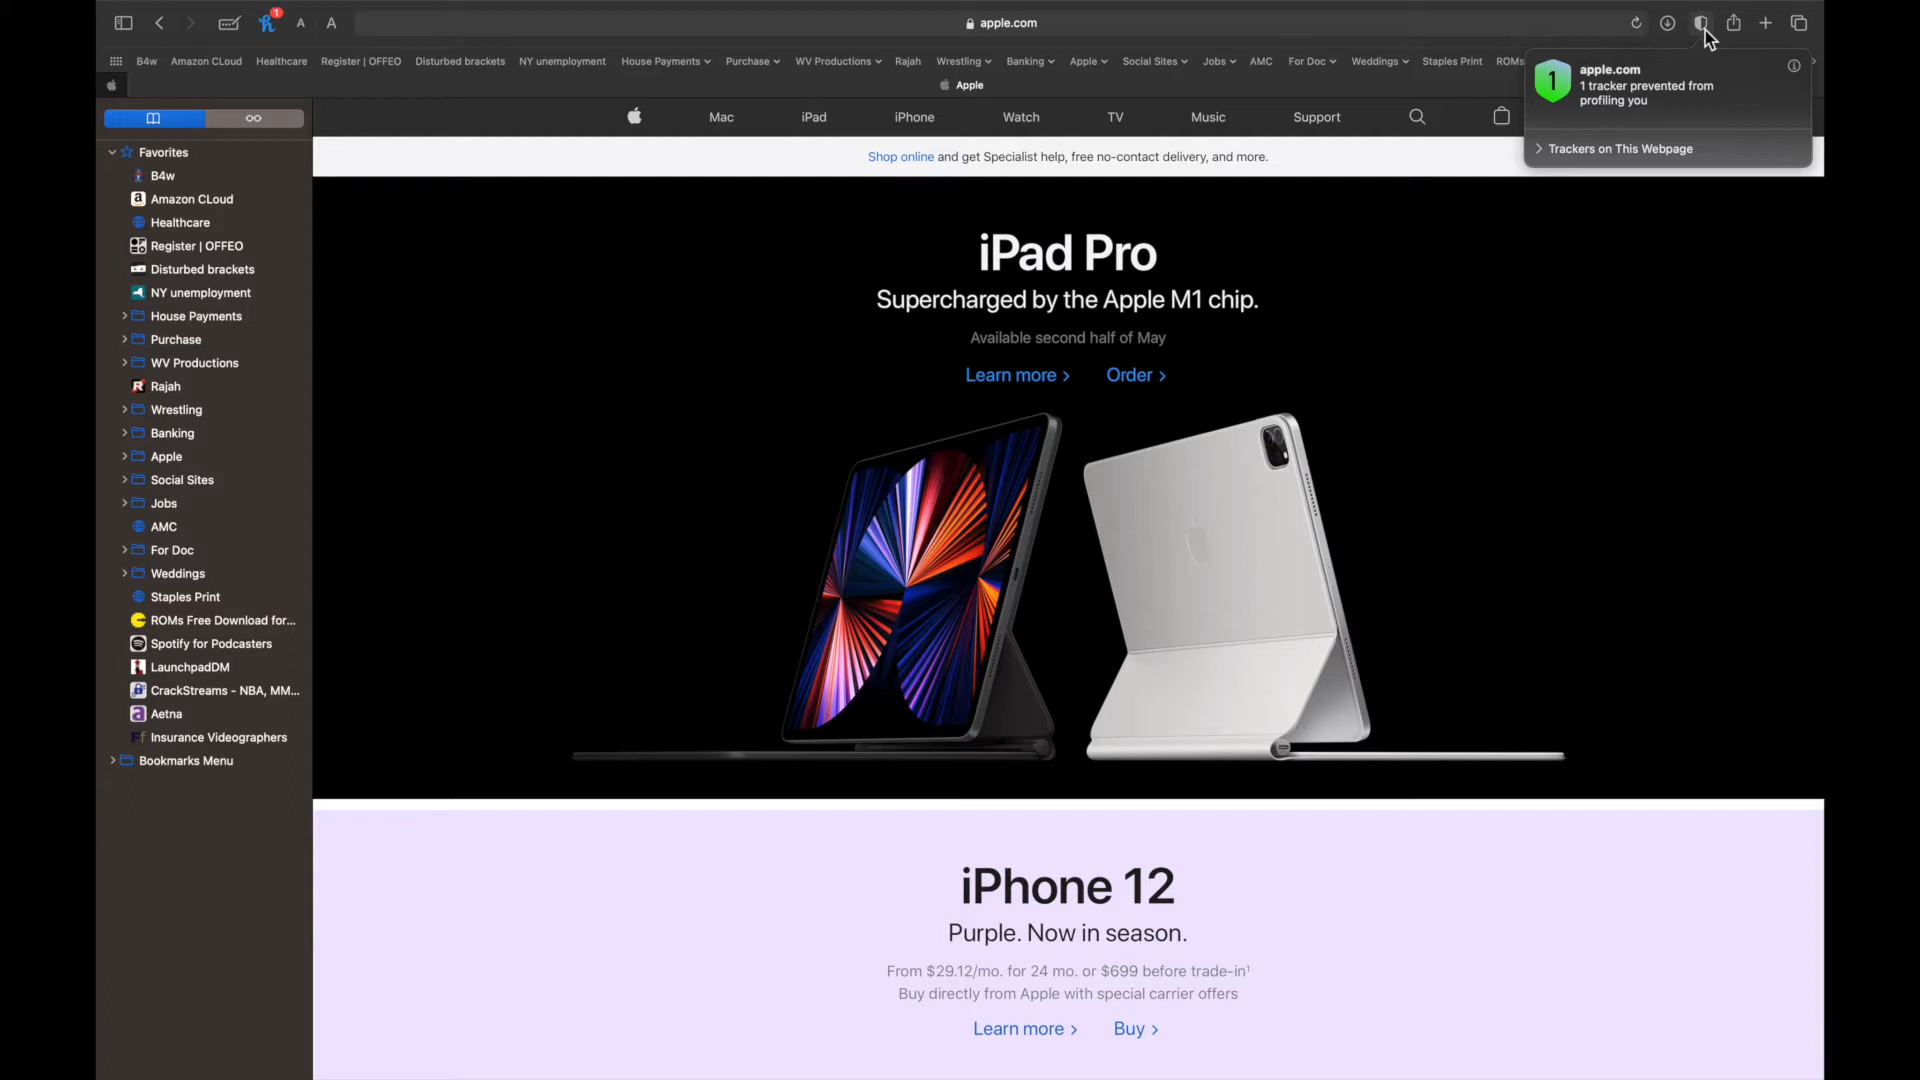 1
A
A
apple.com
B4w
Amazon CLoud
Healthcare
Register | OFFEO
Disturbed brackets
NY unemployment
House Payments
Purchase
WV Productions
Rajah
Wrestling
Banking
Apple
Social Sites
Jobs
AMC
For Doc
Weddings
Staples Print
ROMs
Apple
1
apple.com
1 tracker prevented from
profiling you
Trackers on This Webpage
Mac
iPad
iPhone
Watch
TV
Music
Support
Shop online and get Specialist help, free no-contact delivery, and more.
Favorites
B4w
Amazon CLoud
Healthcare
Register | OFFEO
Disturbed brackets
NY unemployment
House Payments
Purchase
WV Productions
Rajah
Wrestling
Banking
Apple
Social Sites
Jobs
AMC
For Doc
Weddings
Staples Print
ROMs Free Download for...
Spotify for Podcasters
LaunchpadDM
CrackStreams - NBA, MM...
Aetna
Insurance Videographers
Bookmarks Menu
iPad Pro
Supercharged by the Apple M1 chip.
Available second half of May
Learn more >
Order >
iPhone 12
Purple. Now in season.
From $29.12/mo. for 24 mo. or $699 before trade-in¹
Buy directly from Apple with special carrier offers
Learn more >
Buy >